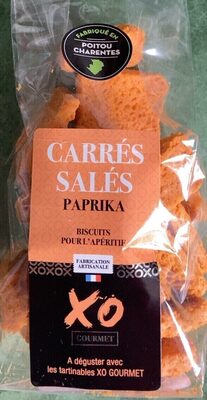 FABRIQUÉ EN
POITOU
CHARENTES
CARRÉS
SALÉS
PAPRIKA
BISCUITS
POUR L'APÉRITIF
FABRICATION
ARTISANALE
XO
GOURMET
A déguster avec
les tartinables XO GOURMET